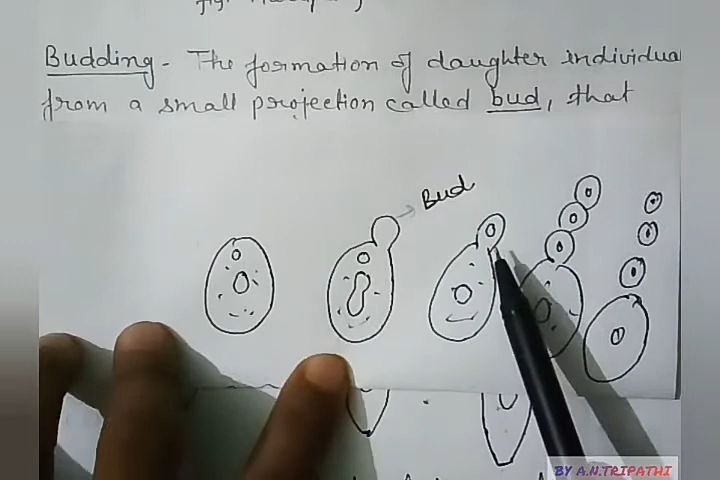 Budding - The formation of daughter individua
from a small projection called bud, that
Bud
BY A.N.TRIPATHI